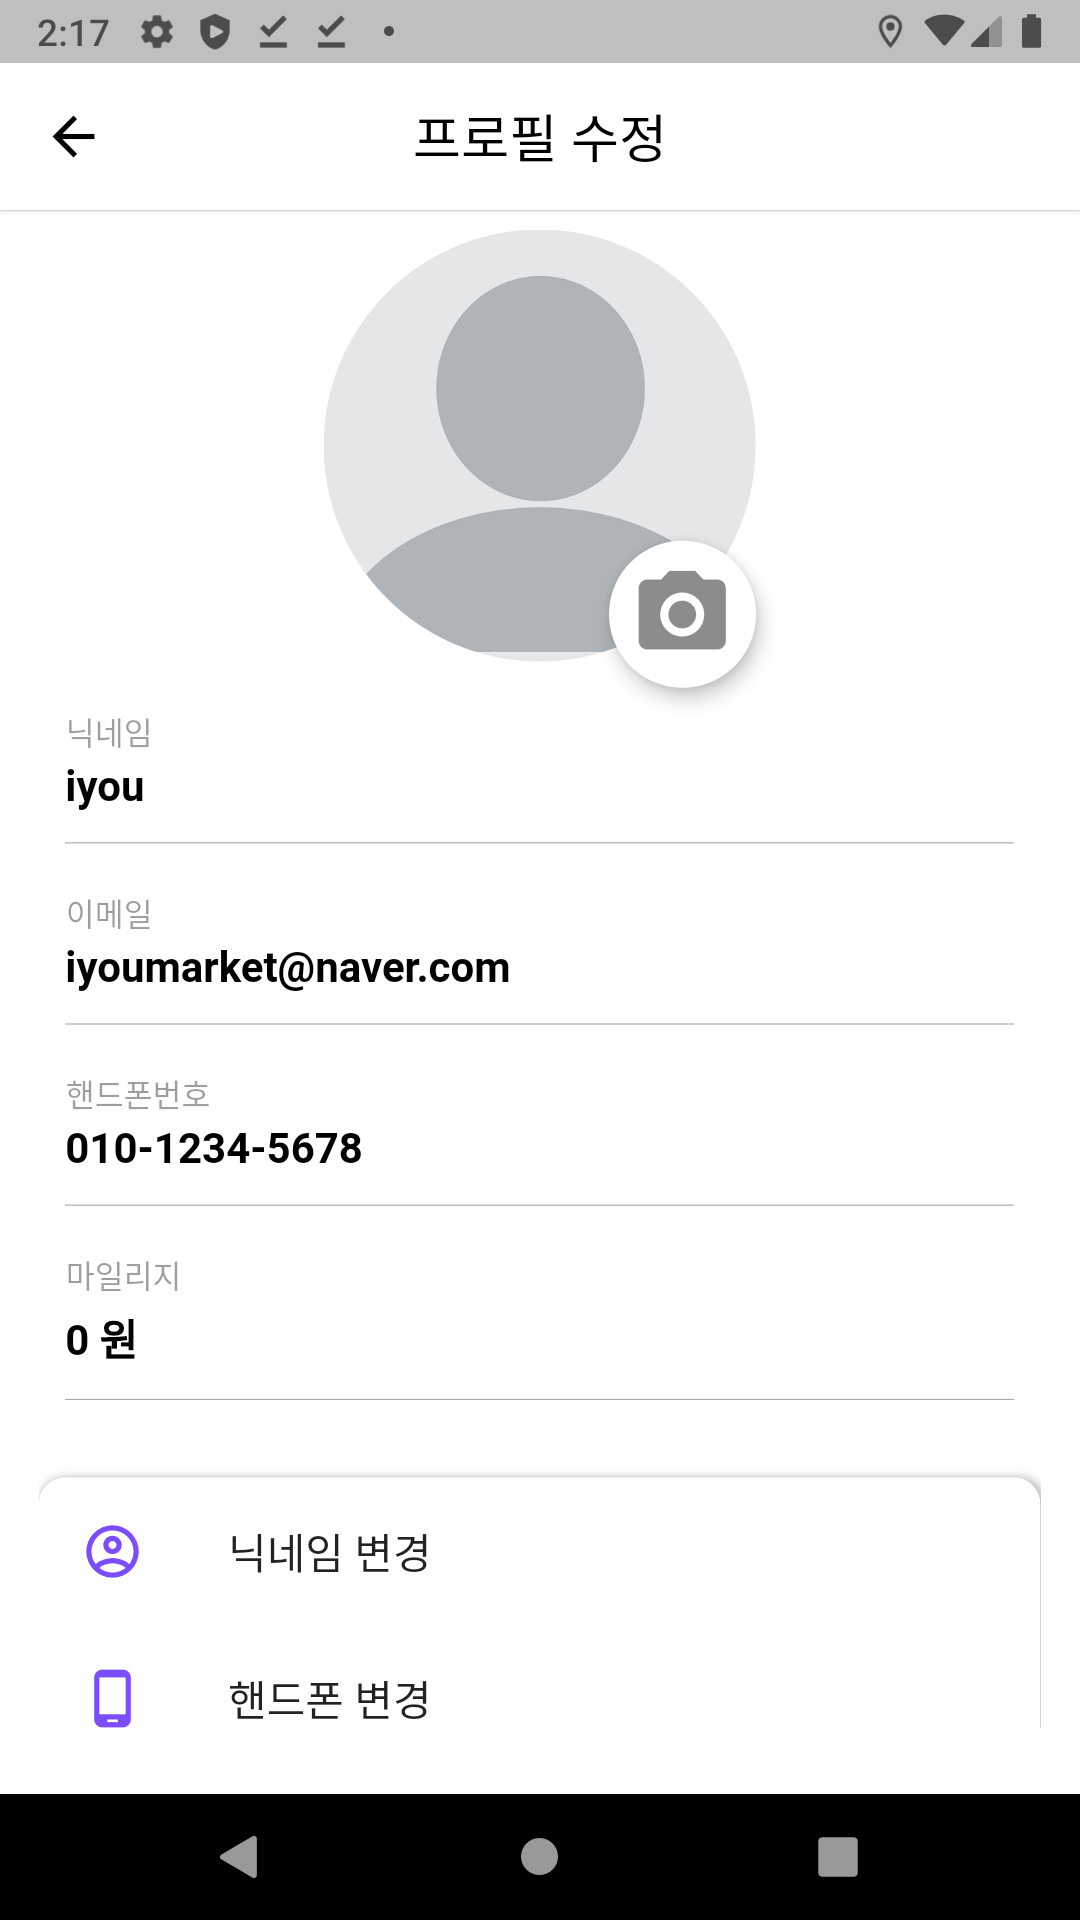 2:17
프로필 수정
닉네임
iyou
이메일
iyoumarket@naver.com
핸드폰번호
010-1234-5678
마일리지
0 원
닉네임 변경
핸드폰 변경